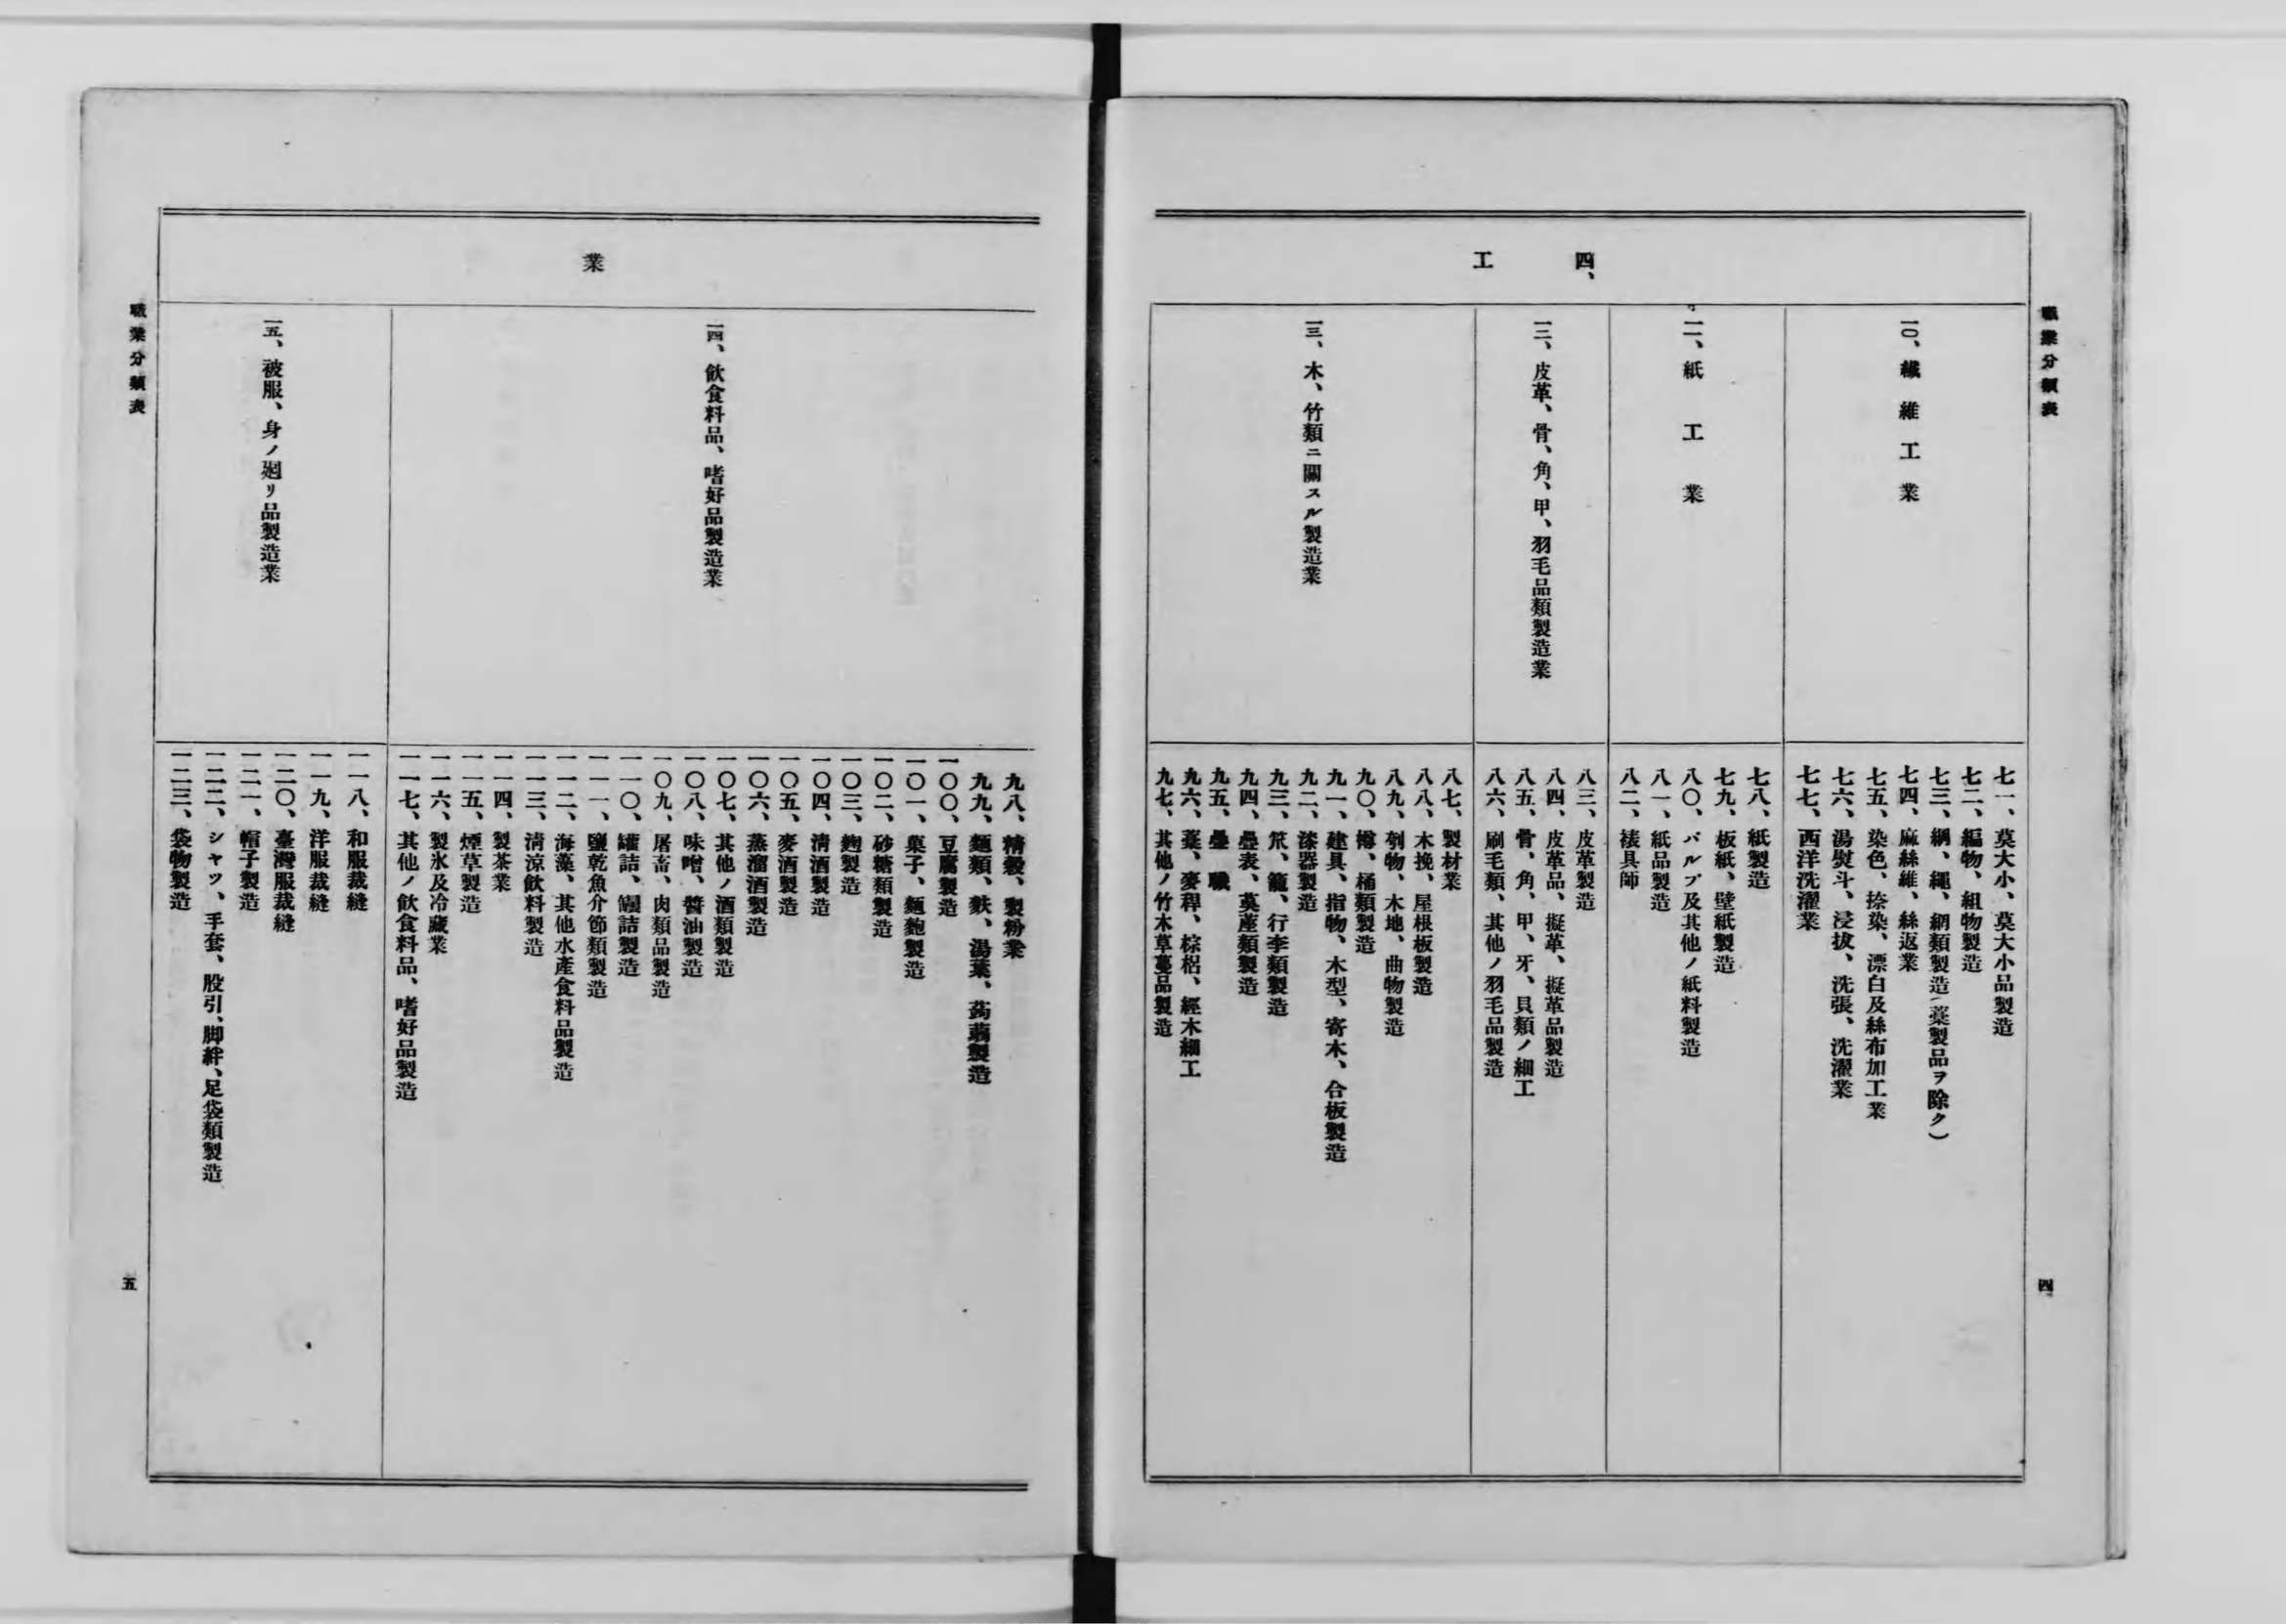 職業分類表
四
四、工
一〇、纖維工業
七一、莫大小、莫大小品製造
七二、編物、組物製造
七三、綱、繩、網類製造（藁製品ヲ除ク）
七四、麻絲維、絲返業
七五、染色、捺染、漂白及絲布加工業
七六、湯熨斗、浸拔、洗張、洗濯業
七七、西洋洗濯業
一一、紙工業
七八、紙製造
七九、板紙、壁紙製造
八〇、パルプ及其他ノ紙料製造
八一、紙品製造
八二、裱具師
一二、皮革、骨、角、甲、羽毛品類製造業
八三、皮革製造
八四、皮革品、擬革、擬革品製造
八五、骨、角、甲、牙、貝類ノ細工
八六、刷毛類、其他ノ羽毛品製造
一三、木、竹類ニ關スル製造業
八七、製材業
八八、木挽、屋根板製造
八九、刳物、木地、曲物製造
九〇、樽、桶類製造
九一、建具、指物、木型、寄木、合板製造
九二、漆器製造
九三、笊、籠、行李類製造
九四、疊表、茣蓙類製造
九五、疊職
九六、藁、麥稈、棕梠、經木細工
九七、其他ノ竹木草蔓品製造
業
一四、飲食料品、嗜好品製造業
九八、精穀、製粉業
九九、麵類、麩、湯葉、蒟蒻製造
一〇〇、豆腐製造
一〇一、菓子、麵麭製造
一〇二、砂糖類製造
一〇三、麹製造
一〇四、淸酒製造
一〇五、麥酒製造
一〇六、蒸溜酒製造
一〇七、其他ノ酒類製造
一〇八、味噌、醬油製造
一〇九、屠畜、肉類品製造
一一〇、罐詰、壜詰製造
一一一、鹽乾魚介節類製造
一一二、海藻、其他水產食料品製造
一一三、淸涼飲料製造
一一四、製茶業
一一五、煙草製造
一一六、製氷及冷藏業
一一七、其他ノ飲食料品、嗜好品製造
一五、被服、身ノ廻リ品製造業
一一八、和服裁縫
一一九、洋服裁縫
一二〇、臺灣服裁縫
一二一、帽子製造
一二二、シャツ、手套、股引、脚絆、足袋類製造
一二三、袋物製造
職業分類表
五